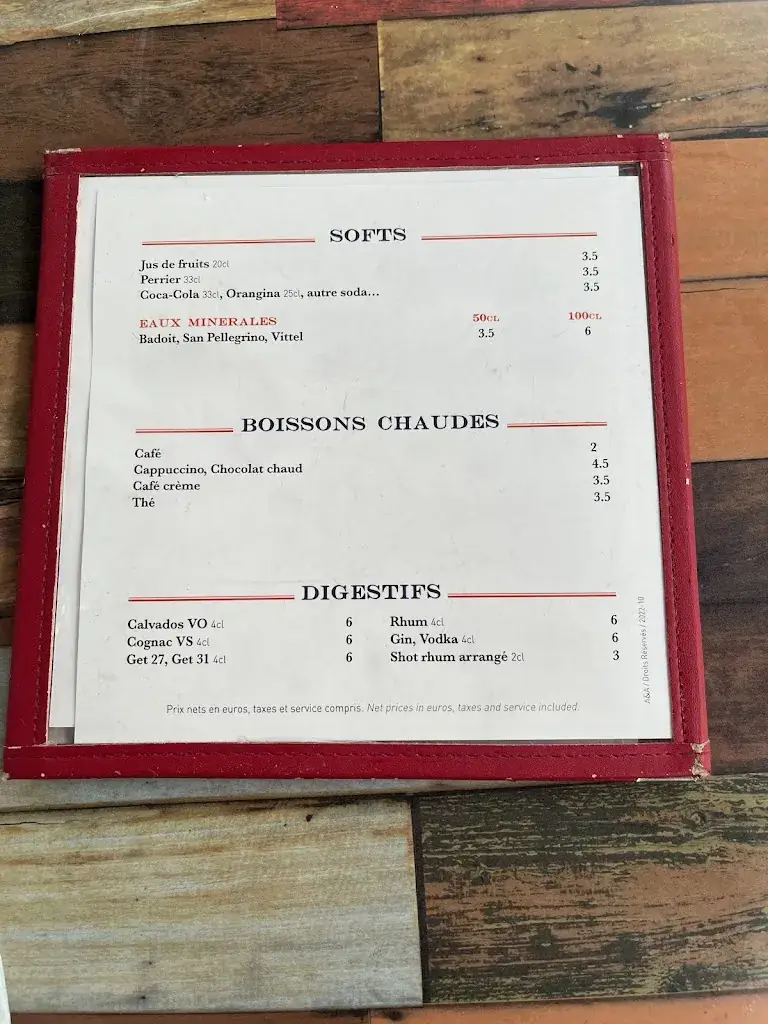 SOFTS
Jus de fruits 20cl 3.5
Perrier 33cl 3.5
Coca-Cola 33cl, Orangina 25cl, autre soda... 3.5
EAUX MINERALES 50CL 100CL
Badoit, San Pellegrino, Vittel 3.5 6
BOISSONS CHAUDES
Café 2
Cappuccino, Chocolat chaud 4.5
Café crème 3.5
Thé 3.5
DIGESTIFS
Calvados VO 4cl 6 Rhum 4cl 6
Cognac VS 4cl 6 Gin, Vodka 4cl 6
Get 27, Get 31 4cl 6 Shot rhum arrangé 2cl 3
Prix nets en euros, taxes et service compris. Net prices in euros, taxes and service included.
A&A / Droits Réservés / 2022-10